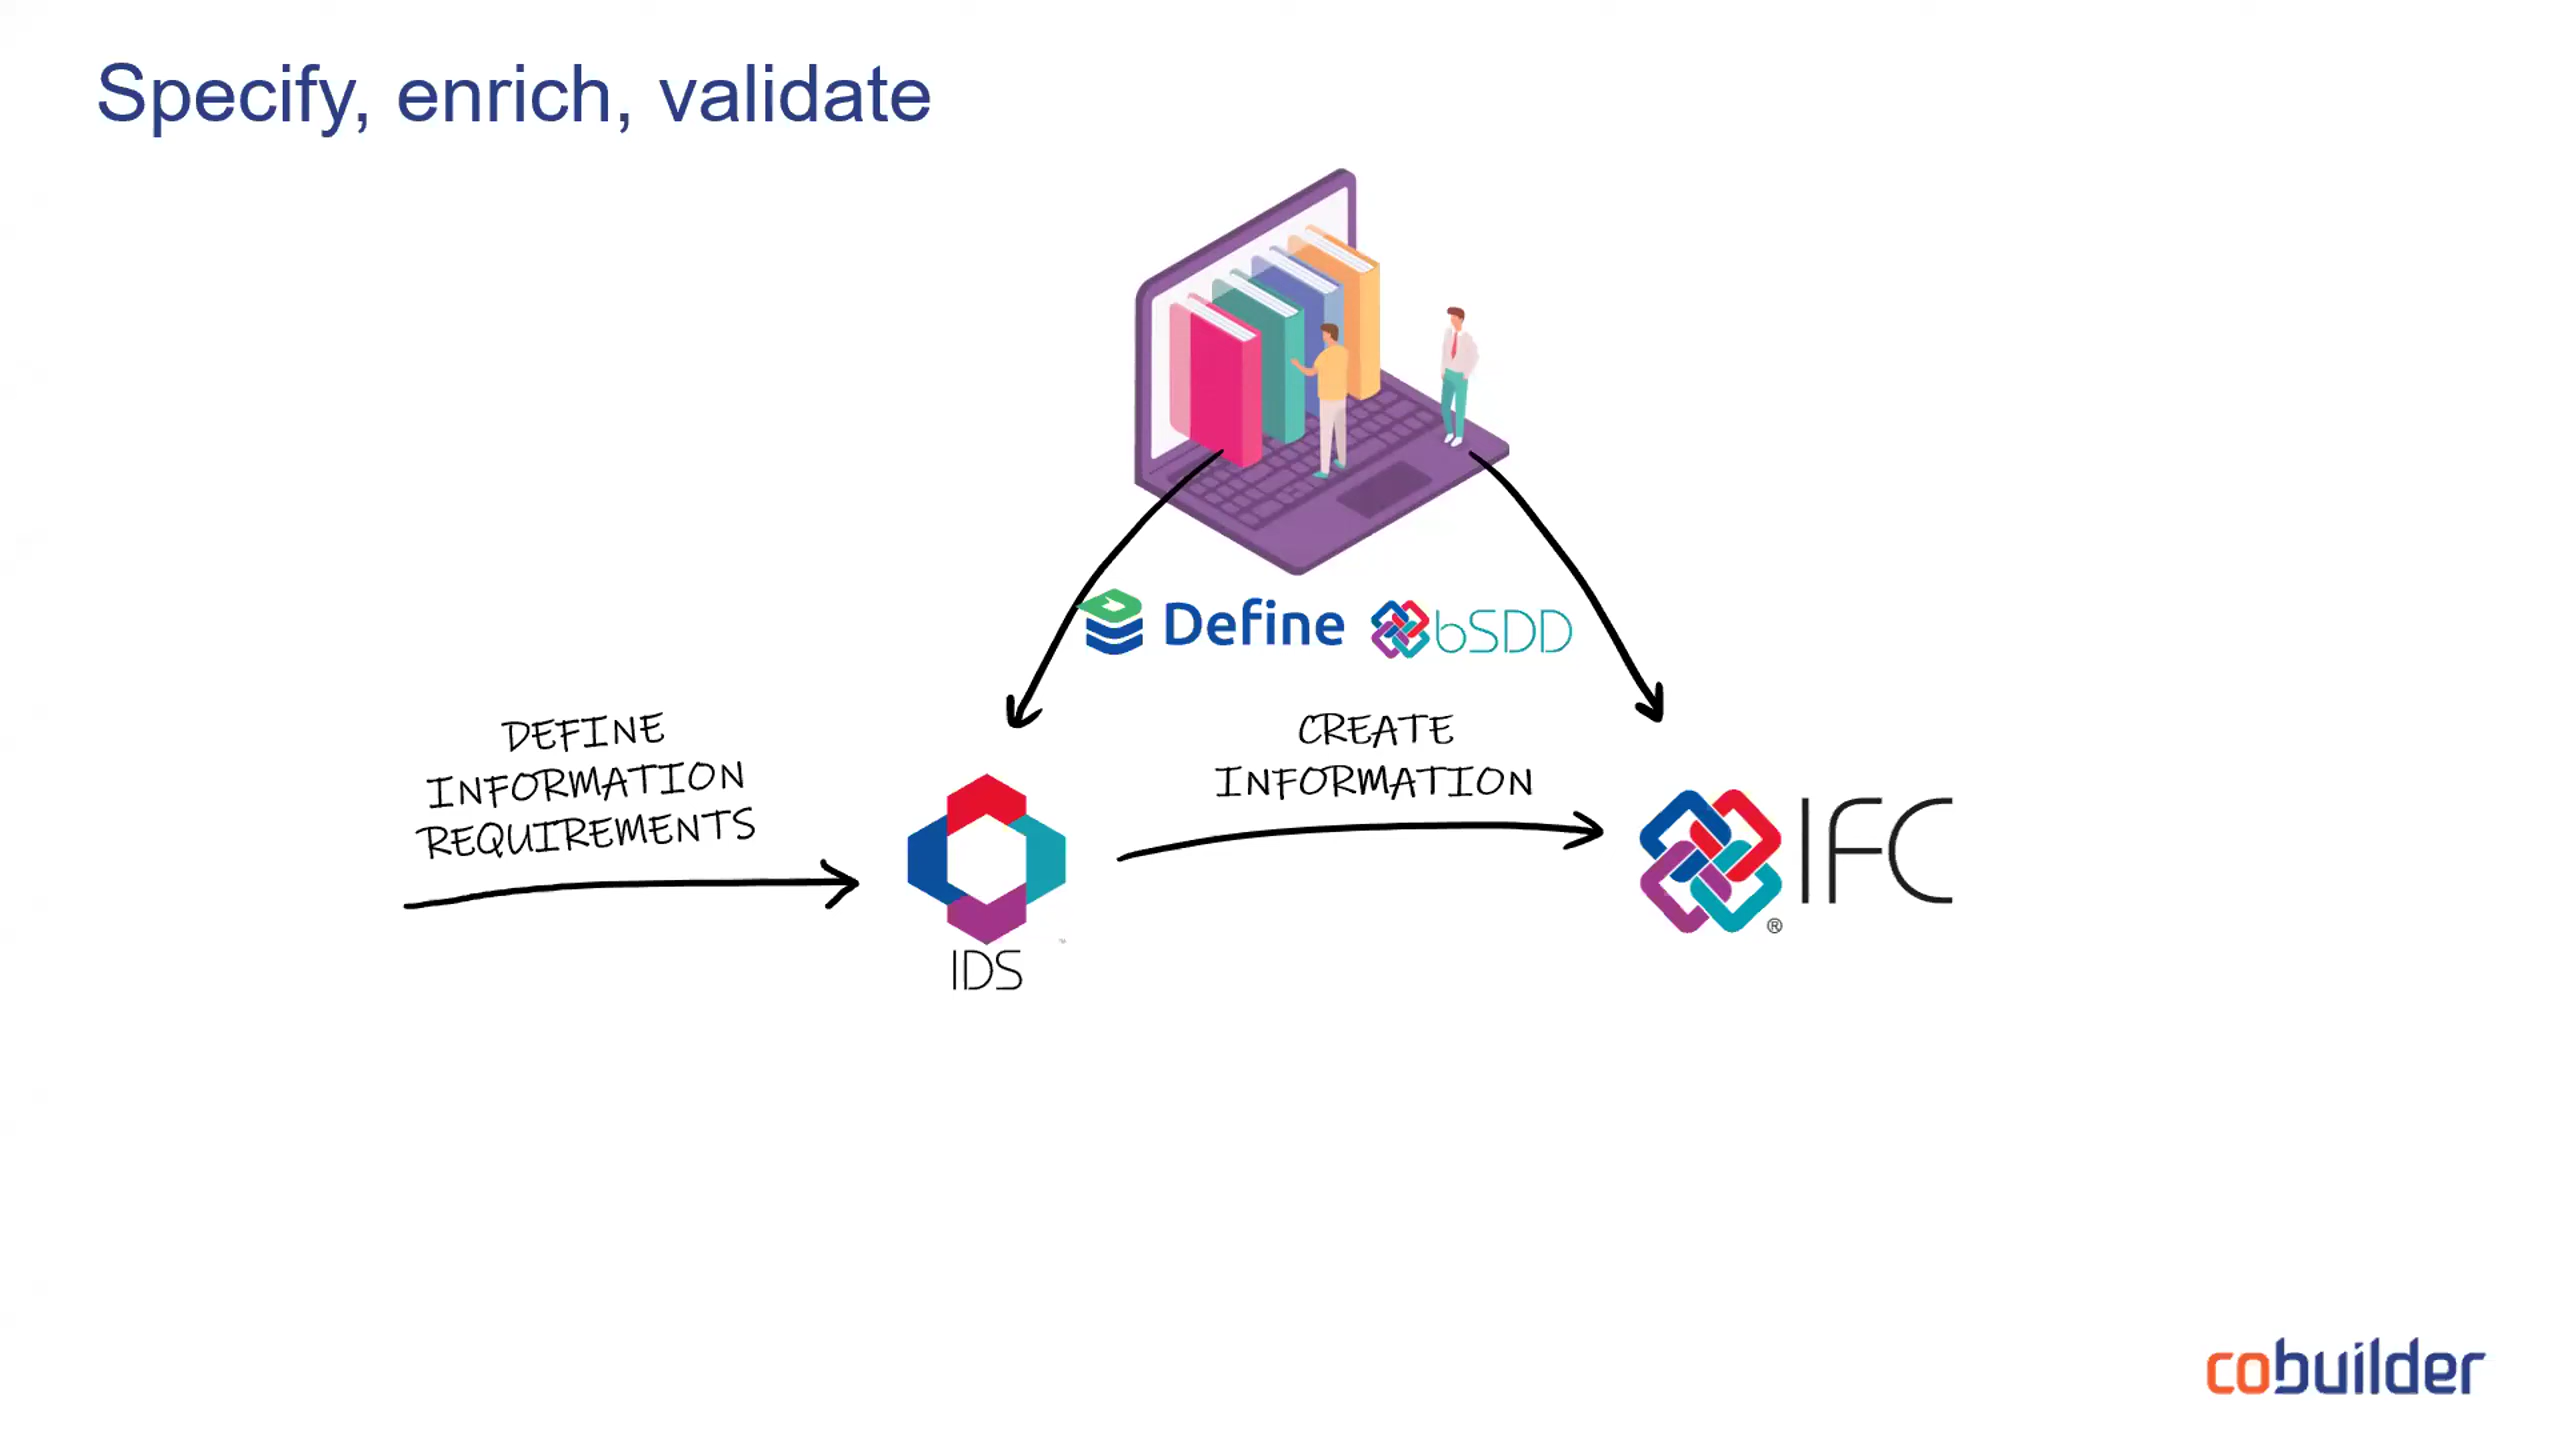 Specify, enrich, validate
Define bSDD
DEFINE
INFORMATION
REQUIREMENTS
CREATE
INFORMATION
IDS
IFC
®
cobuilder